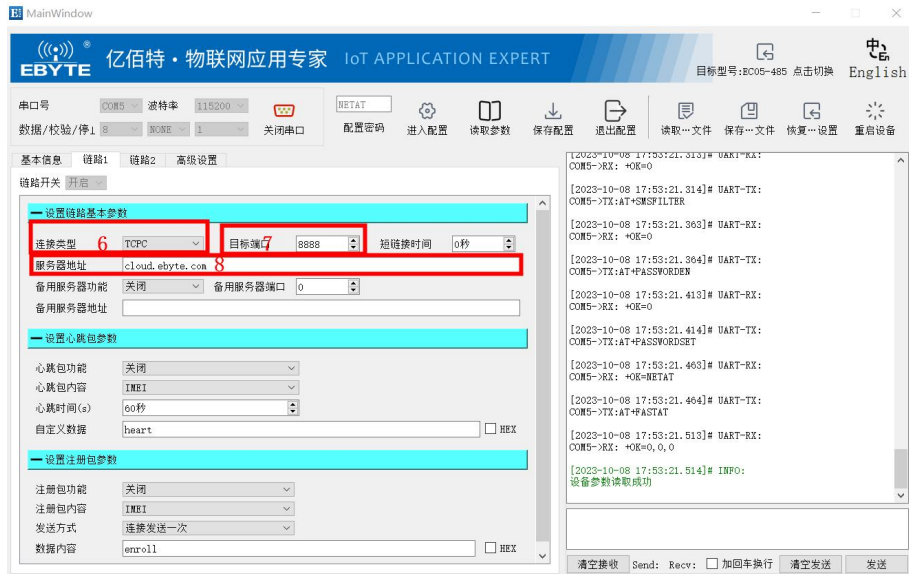 MainWindow
((·)) ®
EBYTE 亿佰特·物联网应用专家 IoT APPLICATION EXPERT
目标型号:EC05-485 点击切换
中/E
English
串口号 COM5 波特率 115200
数据/校验/停止 8 NONE 1
关闭串口
NETAT
配置密码
进入配置
读取参数
保存配置
退出配置
读取…文件
保存…文件
恢复…设置
重启设备
基本信息 链路1 链路2 高级设置
链路开关 开启
设置链路基本参数
连接类型 6 TCPC 目标端口 7 8888 短链接时间 0秒
服务器地址 cloud.ebyte.com 8
备用服务器功能 关闭 备用服务器端口 0
备用服务器地址
设置心跳包参数
心跳包功能 关闭
心跳包内容 IMEI
心跳时间(s) 60秒
自定义数据 heart HEX
设置注册包参数
注册包功能 关闭
注册包内容 IMEI
发送方式 连接发送一次
数据内容 enroll HEX
[2023-10-08 17:53:21.313]# UART-RX:
COM5->RX: +OK=0
[2023-10-08 17:53:21.314]# UART-TX:
COM5->TX:AT+SMSFILTER
[2023-10-08 17:53:21.363]# UART-RX:
COM5->RX: +OK=0
[2023-10-08 17:53:21.364]# UART-TX:
COM5->TX:AT+PASSWORDEN
[2023-10-08 17:53:21.413]# UART-RX:
COM5->RX: +OK=0
[2023-10-08 17:53:21.414]# UART-TX:
COM5->TX:AT+PASSWORDSET
[2023-10-08 17:53:21.463]# UART-RX:
COM5->RX: +OK=NETAT
[2023-10-08 17:53:21.464]# UART-TX:
COM5->TX:AT+FASTAT
[2023-10-08 17:53:21.513]# UART-RX:
COM5->RX: +OK=0,0,0
[2023-10-08 17:53:21.514]# INFO:
设备参数读取成功
清空接收 Send: Recv: 加回车换行 清空发送 发送